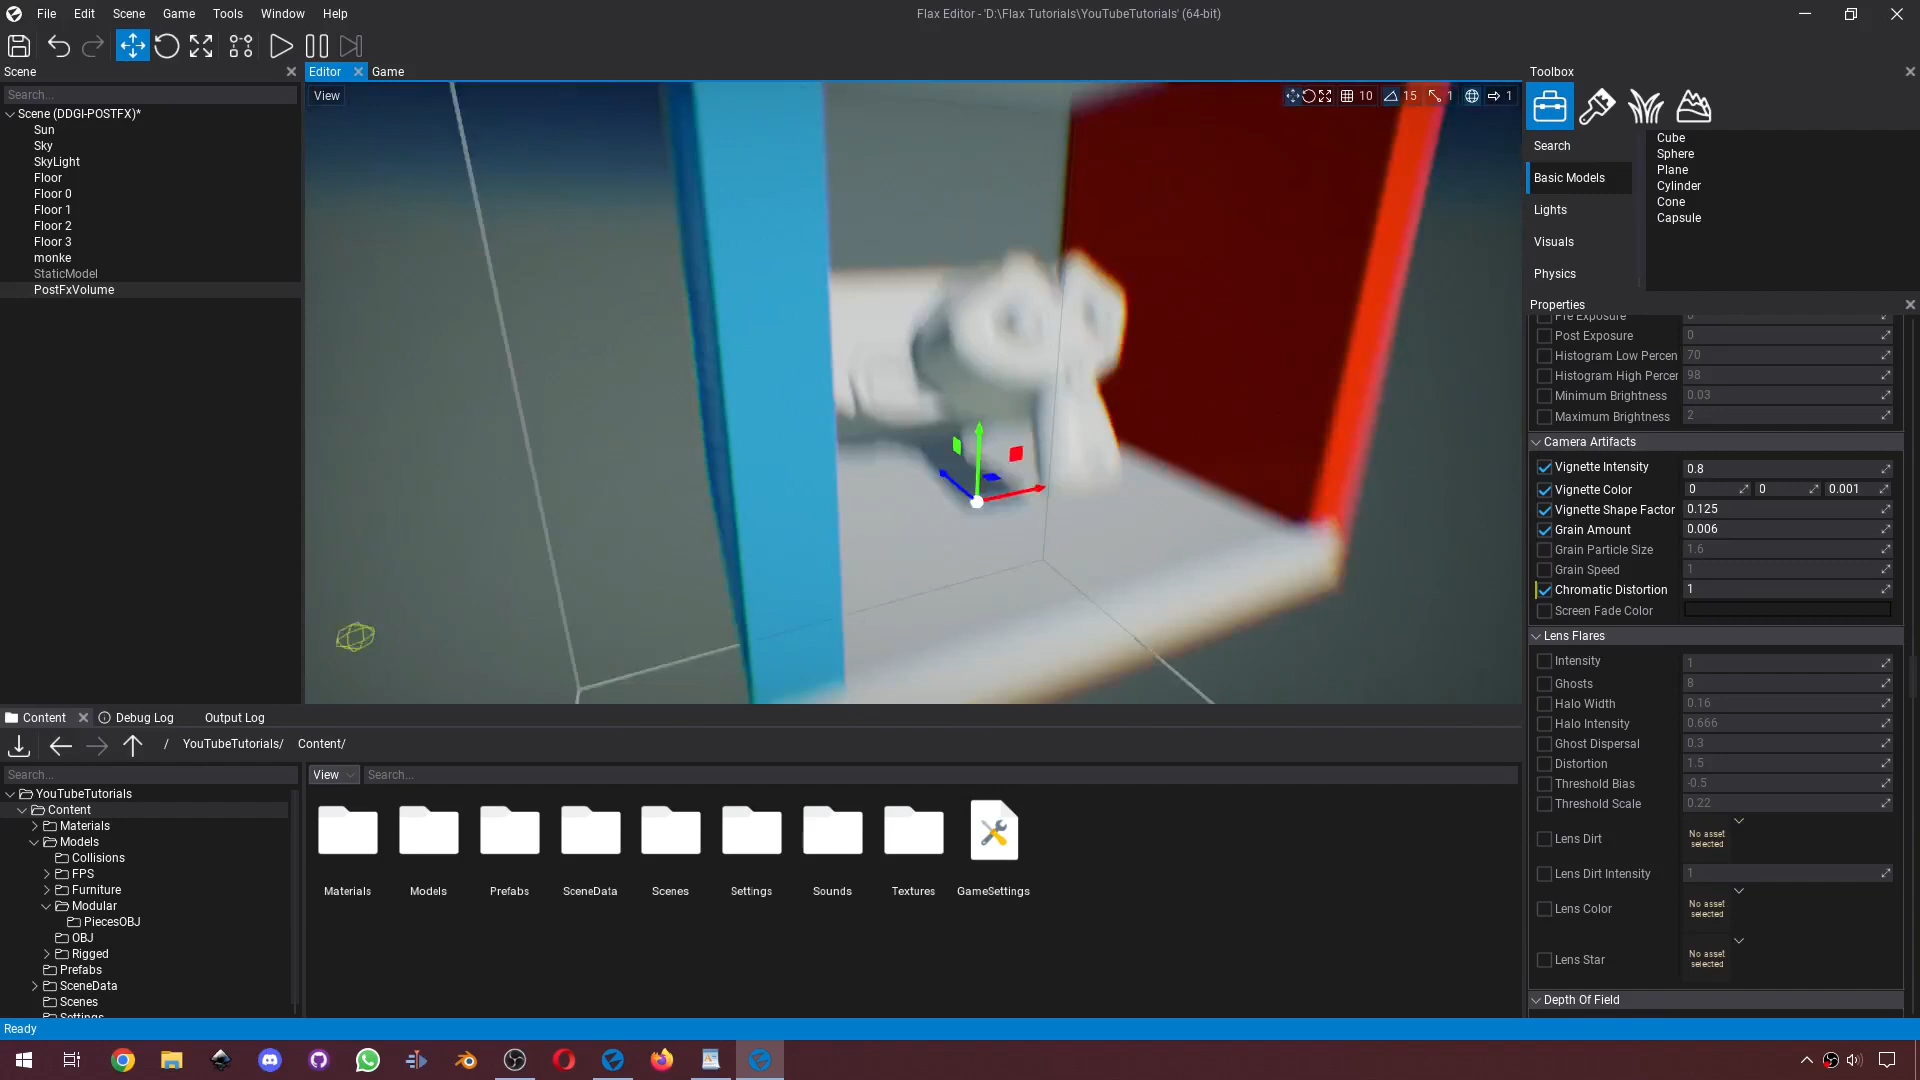 File Edit Scene Game Tools Window Help
Flax Editor - 'D:\Flax Tutorials\YouTubeTutorials' (64-bit)
Scene
Search...
Scene (DDGI-POSTFX)*
Sun
Sky
SkyLight
Floor
Floor 0
Floor 1
Floor 2
Floor 3
monke
StaticModel
PostFxVolume
Editor Game
View
10 15 1 1
Toolbox
Search
Basic Models
Lights
Visuals
Physics
Cube
Sphere
Plane
Cylinder
Cone
Capsule
Properties
Pre Exposure 0
Post Exposure 0
Histogram Low Percen 70
Histogram High Percer 98
Minimum Brightness 0.03
Maximum Brightness 2
Camera Artifacts
Vignette Intensity 0.8
Vignette Color 0 0 0.001
Vignette Shape Factor 0.125
Grain Amount 0.006
Grain Particle Size 1.6
Grain Speed 1
Chromatic Distortion 1
Screen Fade Color
Lens Flares
Intensity 1
Ghosts 8
Halo Width 0.16
Halo Intensity 0.666
Ghost Dispersal 0.3
Distortion 1.5
Threshold Bias -0.5
Threshold Scale 0.22
Lens Dirt No asset selected
Lens Dirt Intensity 1
Lens Color No asset selected
Lens Star No asset selected
Depth Of Field
Content Debug Log Output Log
/ YouTubeTutorials/ Content/
Search...
YouTubeTutorials
Content
Materials
Models
Collisions
FPS
Furniture
Modular
PiecesOBJ
OBJ
Rigged
Prefabs
SceneData
Scenes
Settings
View Search...
Materials Models Prefabs SceneData Scenes Settings Sounds Textures GameSettings
Ready